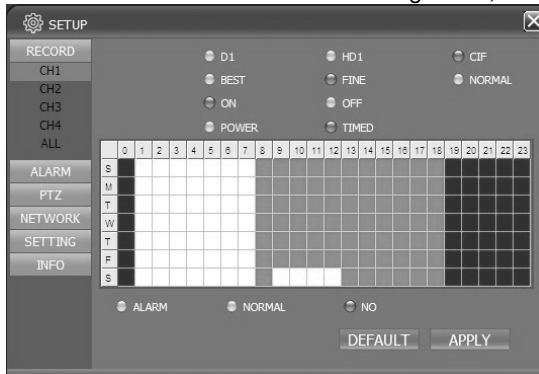 SETUP
RECORD
CH1
CH2
CH3
CH4
ALL
ALARM
PTZ
NETWORK
SETTING
INFO
D1 HD1 CIF
BEST FINE NORMAL
ON OFF
POWER TIMED
0 1 2 3 4 5 6 7 8 9 10 11 12 13 14 15 16 17 18 19 20 21 22 23
S
M
T
W
T
F
S
ALARM NORMAL NO
DEFAULT APPLY